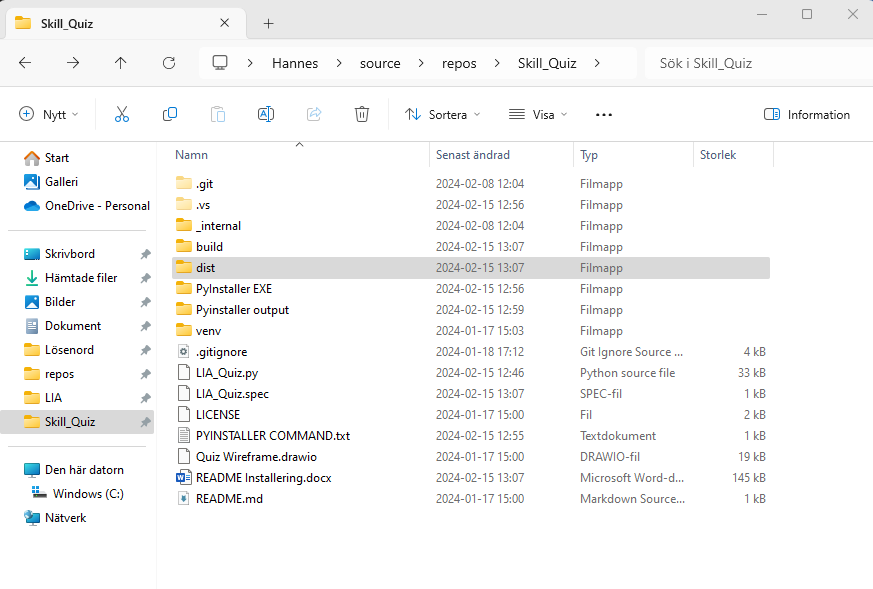 Skill_Quiz
Hannes source repos Skill_Quiz
Sök i Skill_Quiz
Nytt Sortera Visa Information
Start
Galleri
OneDrive - Personal
Skrivbord
Hämtade filer
Bilder
Dokument
Lösenord
repos
LIA
Skill_Quiz
Den här datorn
Windows (C:)
Nätverk
Namn Senast ändrad Typ Storlek
.git 2024-02-08 12:04 Filmapp
.vs 2024-02-15 12:56 Filmapp
_internal 2024-02-08 12:04 Filmapp
build 2024-02-15 13:07 Filmapp
dist 2024-02-15 13:07 Filmapp
PyInstaller EXE 2024-02-15 12:56 Filmapp
Pyinstaller output 2024-02-15 12:59 Filmapp
venv 2024-01-17 15:03 Filmapp
.gitignore 2024-01-18 17:12 Git Ignore Source ... 4 kB
LIA_Quiz.py 2024-02-15 12:46 Python source file 33 kB
LIA_Quiz.spec 2024-02-15 13:07 SPEC-fil 1 kB
LICENSE 2024-01-17 15:00 Fil 2 kB
PYINSTALLER COMMAND.txt 2024-02-15 12:55 Textdokument 1 kB
Quiz Wireframe.drawio 2024-01-17 15:00 DRAWIO-fil 19 kB
README Installering.docx 2024-02-15 13:07 Microsoft Word-d... 145 kB
README.md 2024-01-17 15:00 Markdown Source... 1 kB